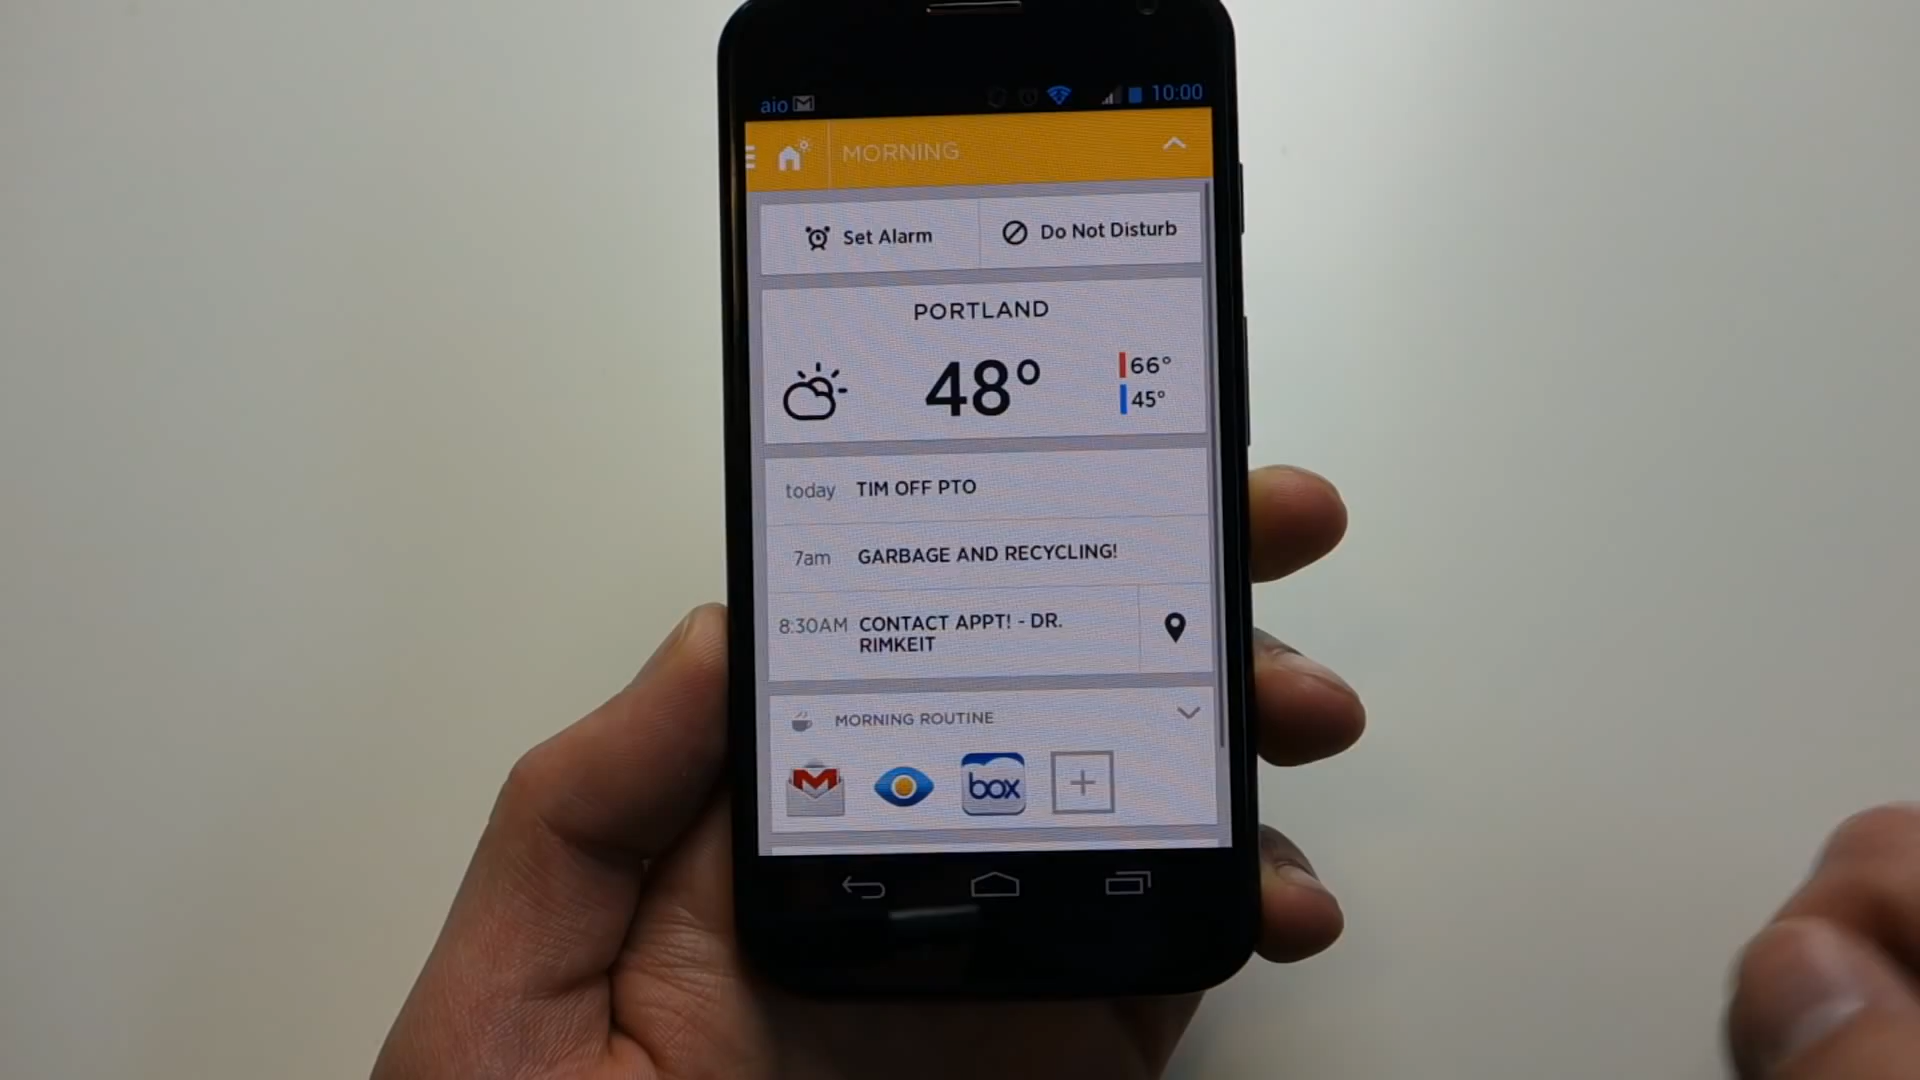 aio 10:00
MORNING
Set Alarm Do Not Disturb
PORTLAND
48° 66°
45°
today TIM OFF PTO
7am GARBAGE AND RECYCLING!
8:30AM CONTACT APPT! - DR.
RIMKEIT
MORNING ROUTINE
box